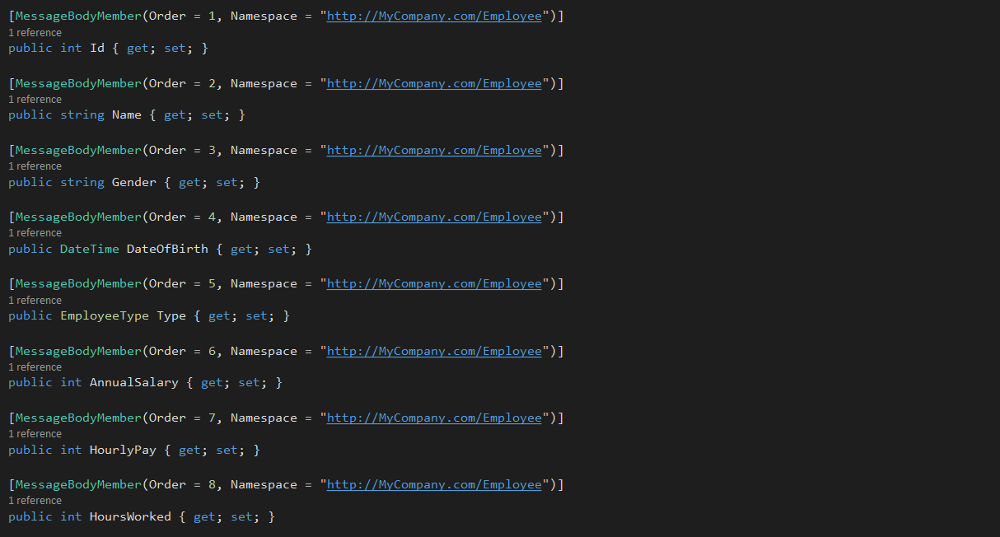 [MessageBodyMember(Order = 1, Namespace = "http://MyCompany.com/Employee")]
1 reference
public int Id { get; set; }
[MessageBodyMember(Order = 2, Namespace = "http://MyCompany.com/Employee")]
1 reference
public string Name { get; set; }
[MessageBodyMember(Order = 3, Namespace = "http://MyCompany.com/Employee")]
1 reference
public string Gender { get; set; }
[MessageBodyMember(Order = 4, Namespace = "http://MyCompany.com/Employee")]
1 reference
public DateTime DateOfBirth { get; set; }
[MessageBodyMember(Order = 5, Namespace = "http://MyCompany.com/Employee")]
1 reference
public EmployeeType Type { get; set; }
[MessageBodyMember(Order = 6, Namespace = "http://MyCompany.com/Employee")]
1 reference
public int AnnualSalary { get; set; }
[MessageBodyMember(Order = 7, Namespace = "http://MyCompany.com/Employee")]
1 reference
public int HourlyPay { get; set; }
[MessageBodyMember(Order = 8, Namespace = "http://MyCompany.com/Employee")]
1 reference
public int HoursWorked { get; set; }